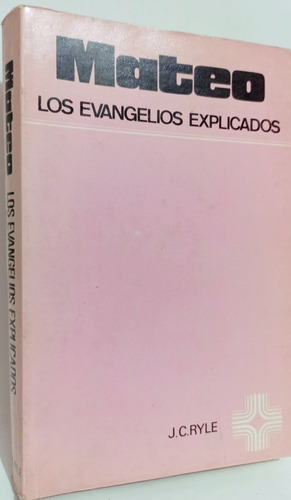 Mateo
LOS EVANGELIOS EXPLICADOS
J.C.RYLE
Mateo
LOS EVANGELIOS EXPLICADOS